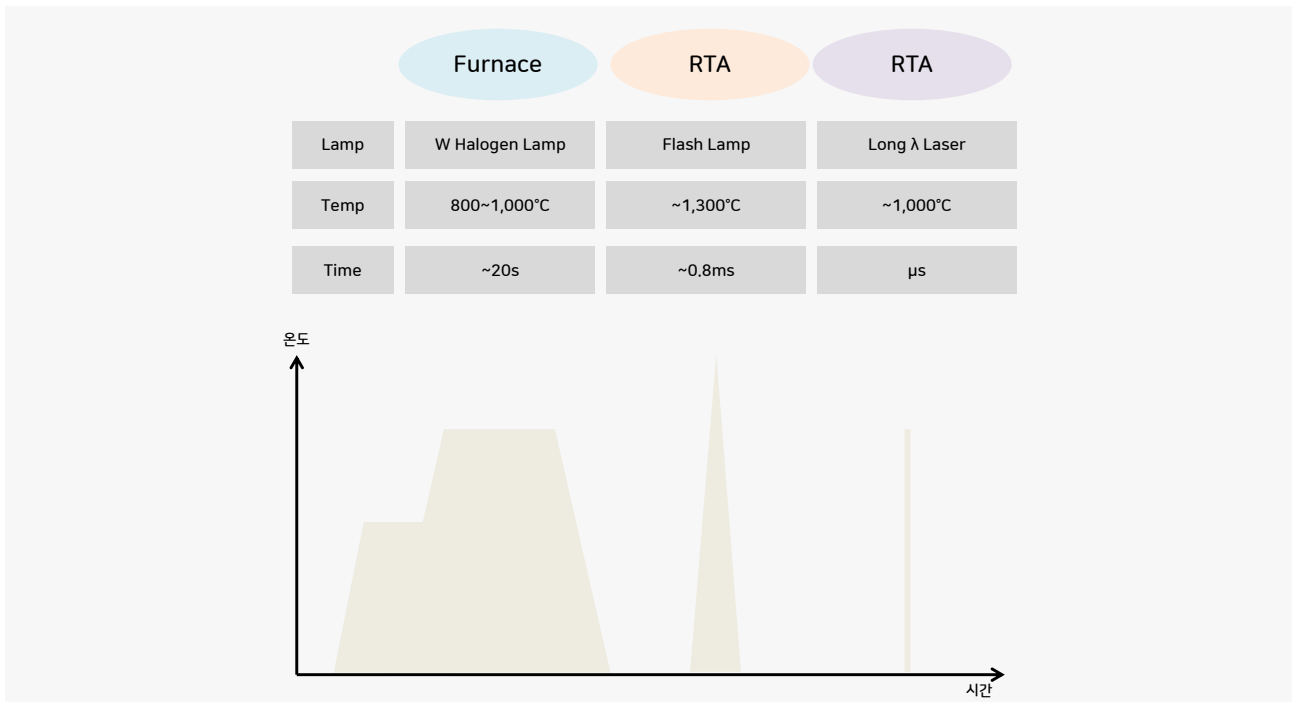 Furnace RTA RTA
Lamp W Halogen Lamp Flash Lamp Long λ Laser
Temp 800~1,000℃ ~1,300℃ ~1,000℃
Time ~20s ~0.8ms µs
온도
시간